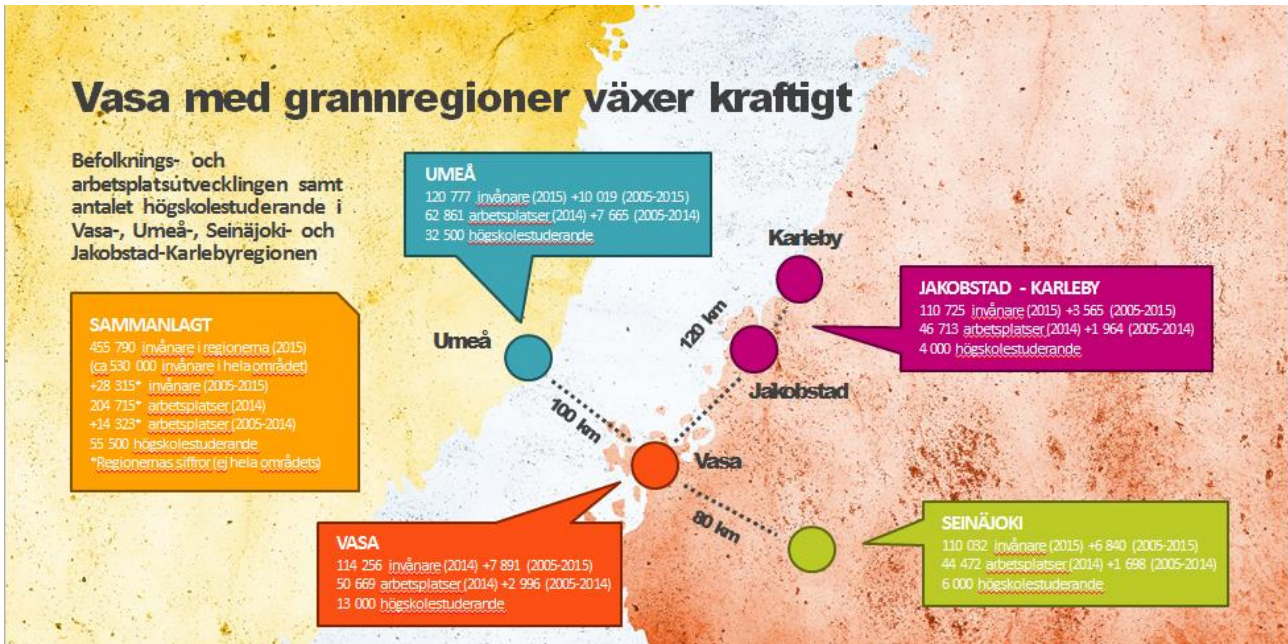 Vasa med grannregioner växer kraftigt
Befolknings- och
arbetsplatsutvecklingen samt
antalet högskolestuderande i
Vasa-, Umeå-, Seinäjoki- och
Jakobstad-Karlebyregionen
SAMMANLAGT
455 790 invånare i regionerna (2015)
(ca 530 000 invånare i hela området)
+28 315* invånare (2005-2015)
204 715* arbetsplatser (2014)
+14 323* arbetsplatser (2005-2014)
55 500 högskolestuderande
*Regionernas siffror (ej hela områdets)
UMEÅ
120 777 invånare (2015) +10 019 (2005-2015)
62 861 arbetsplatser (2014) +7 665 (2005-2014)
32 500 högskolestuderande
Karleby
JAKOBSTAD - KARLEBY
110 725 invånare (2015) +3 565 (2005-2015)
46 713 arbetsplatser (2014) +1 964 (2005-2014)
4 000 högskolestuderande
120 km
Umeå
Jakobstad
100 km
Vasa
80 km
VASA
114 256 invånare (2014) +7 891 (2005-2015)
50 669 arbetsplatser (2014) +2 996 (2005-2014)
13 000 högskolestuderande
SEINÄJOKI
110 032 invånare (2015) +6 840 (2005-2015)
44 472 arbetsplatser (2014) +1 698 (2005-2014)
6 000 högskolestuderande